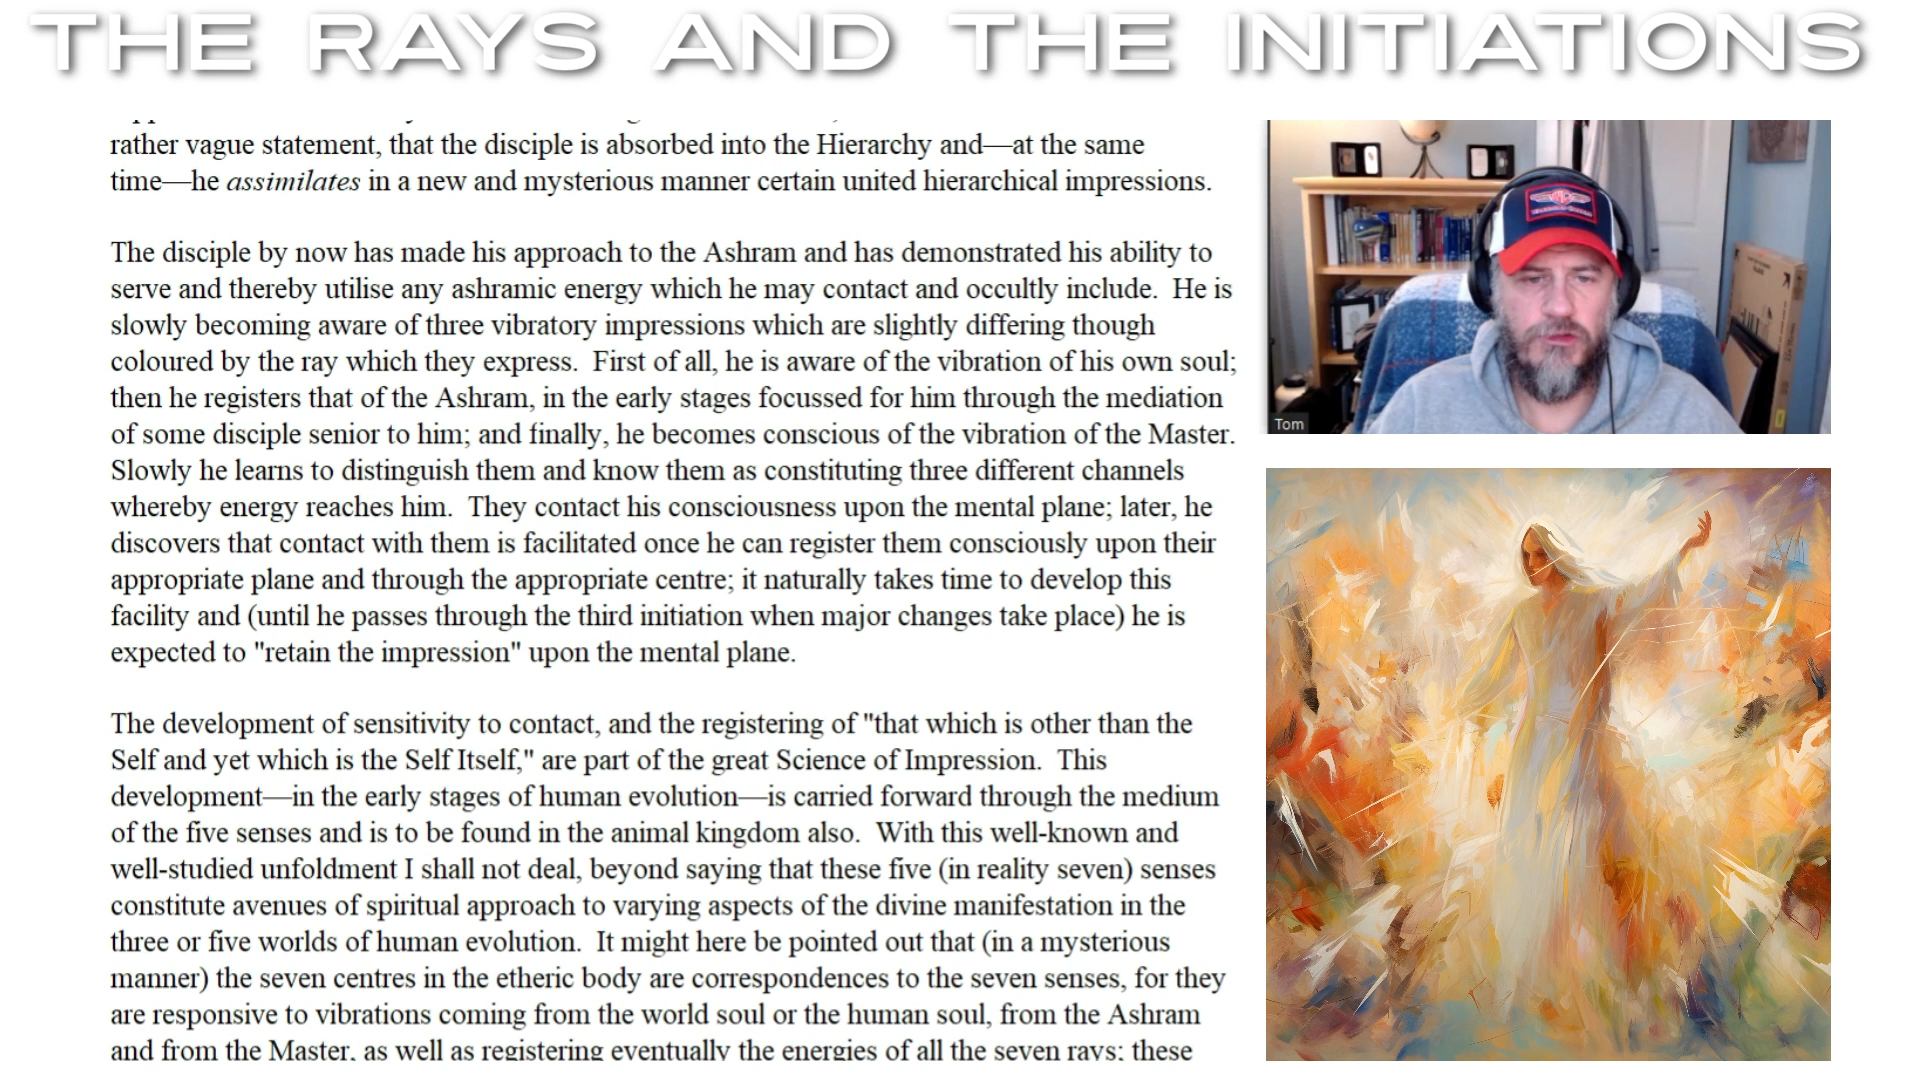 THE RAYS AND THE INITIATIONS
rather vague statement, that the disciple is absorbed into the Hierarchy and—at the same
time—he assimilates in a new and mysterious manner certain united hierarchical impressions.
The disciple by now has made his approach to the Ashram and has demonstrated his ability to
serve and thereby utilise any ashramic energy which he may contact and occultly include.  He is
slowly becoming aware of three vibratory impressions which are slightly differing though
coloured by the ray which they express.  First of all, he is aware of the vibration of his own soul;
then he registers that of the Ashram, in the early stages focussed for him through the mediation
of some disciple senior to him; and finally, he becomes conscious of the vibration of the Master.
Slowly he learns to distinguish them and know them as constituting three different channels
whereby energy reaches him.  They contact his consciousness upon the mental plane; later, he
discovers that contact with them is facilitated once he can register them consciously upon their
appropriate plane and through the appropriate centre; it naturally takes time to develop this
facility and (until he passes through the third initiation when major changes take place) he is
expected to "retain the impression" upon the mental plane.
The development of sensitivity to contact, and the registering of "that which is other than the
Self and yet which is the Self Itself," are part of the great Science of Impression.  This
development—in the early stages of human evolution—is carried forward through the medium
of the five senses and is to be found in the animal kingdom also.  With this well-known and
well-studied unfoldment I shall not deal, beyond saying that these five (in reality seven) senses
constitute avenues of spiritual approach to varying aspects of the divine manifestation in the
three or five worlds of human evolution.  It might here be pointed out that (in a mysterious
manner) the seven centres in the etheric body are correspondences to the seven senses, for they
are responsive to vibrations coming from the world soul or the human soul, from the Ashram
and from the Master, as well as registering eventually the energies of all the seven rays; these
Tom